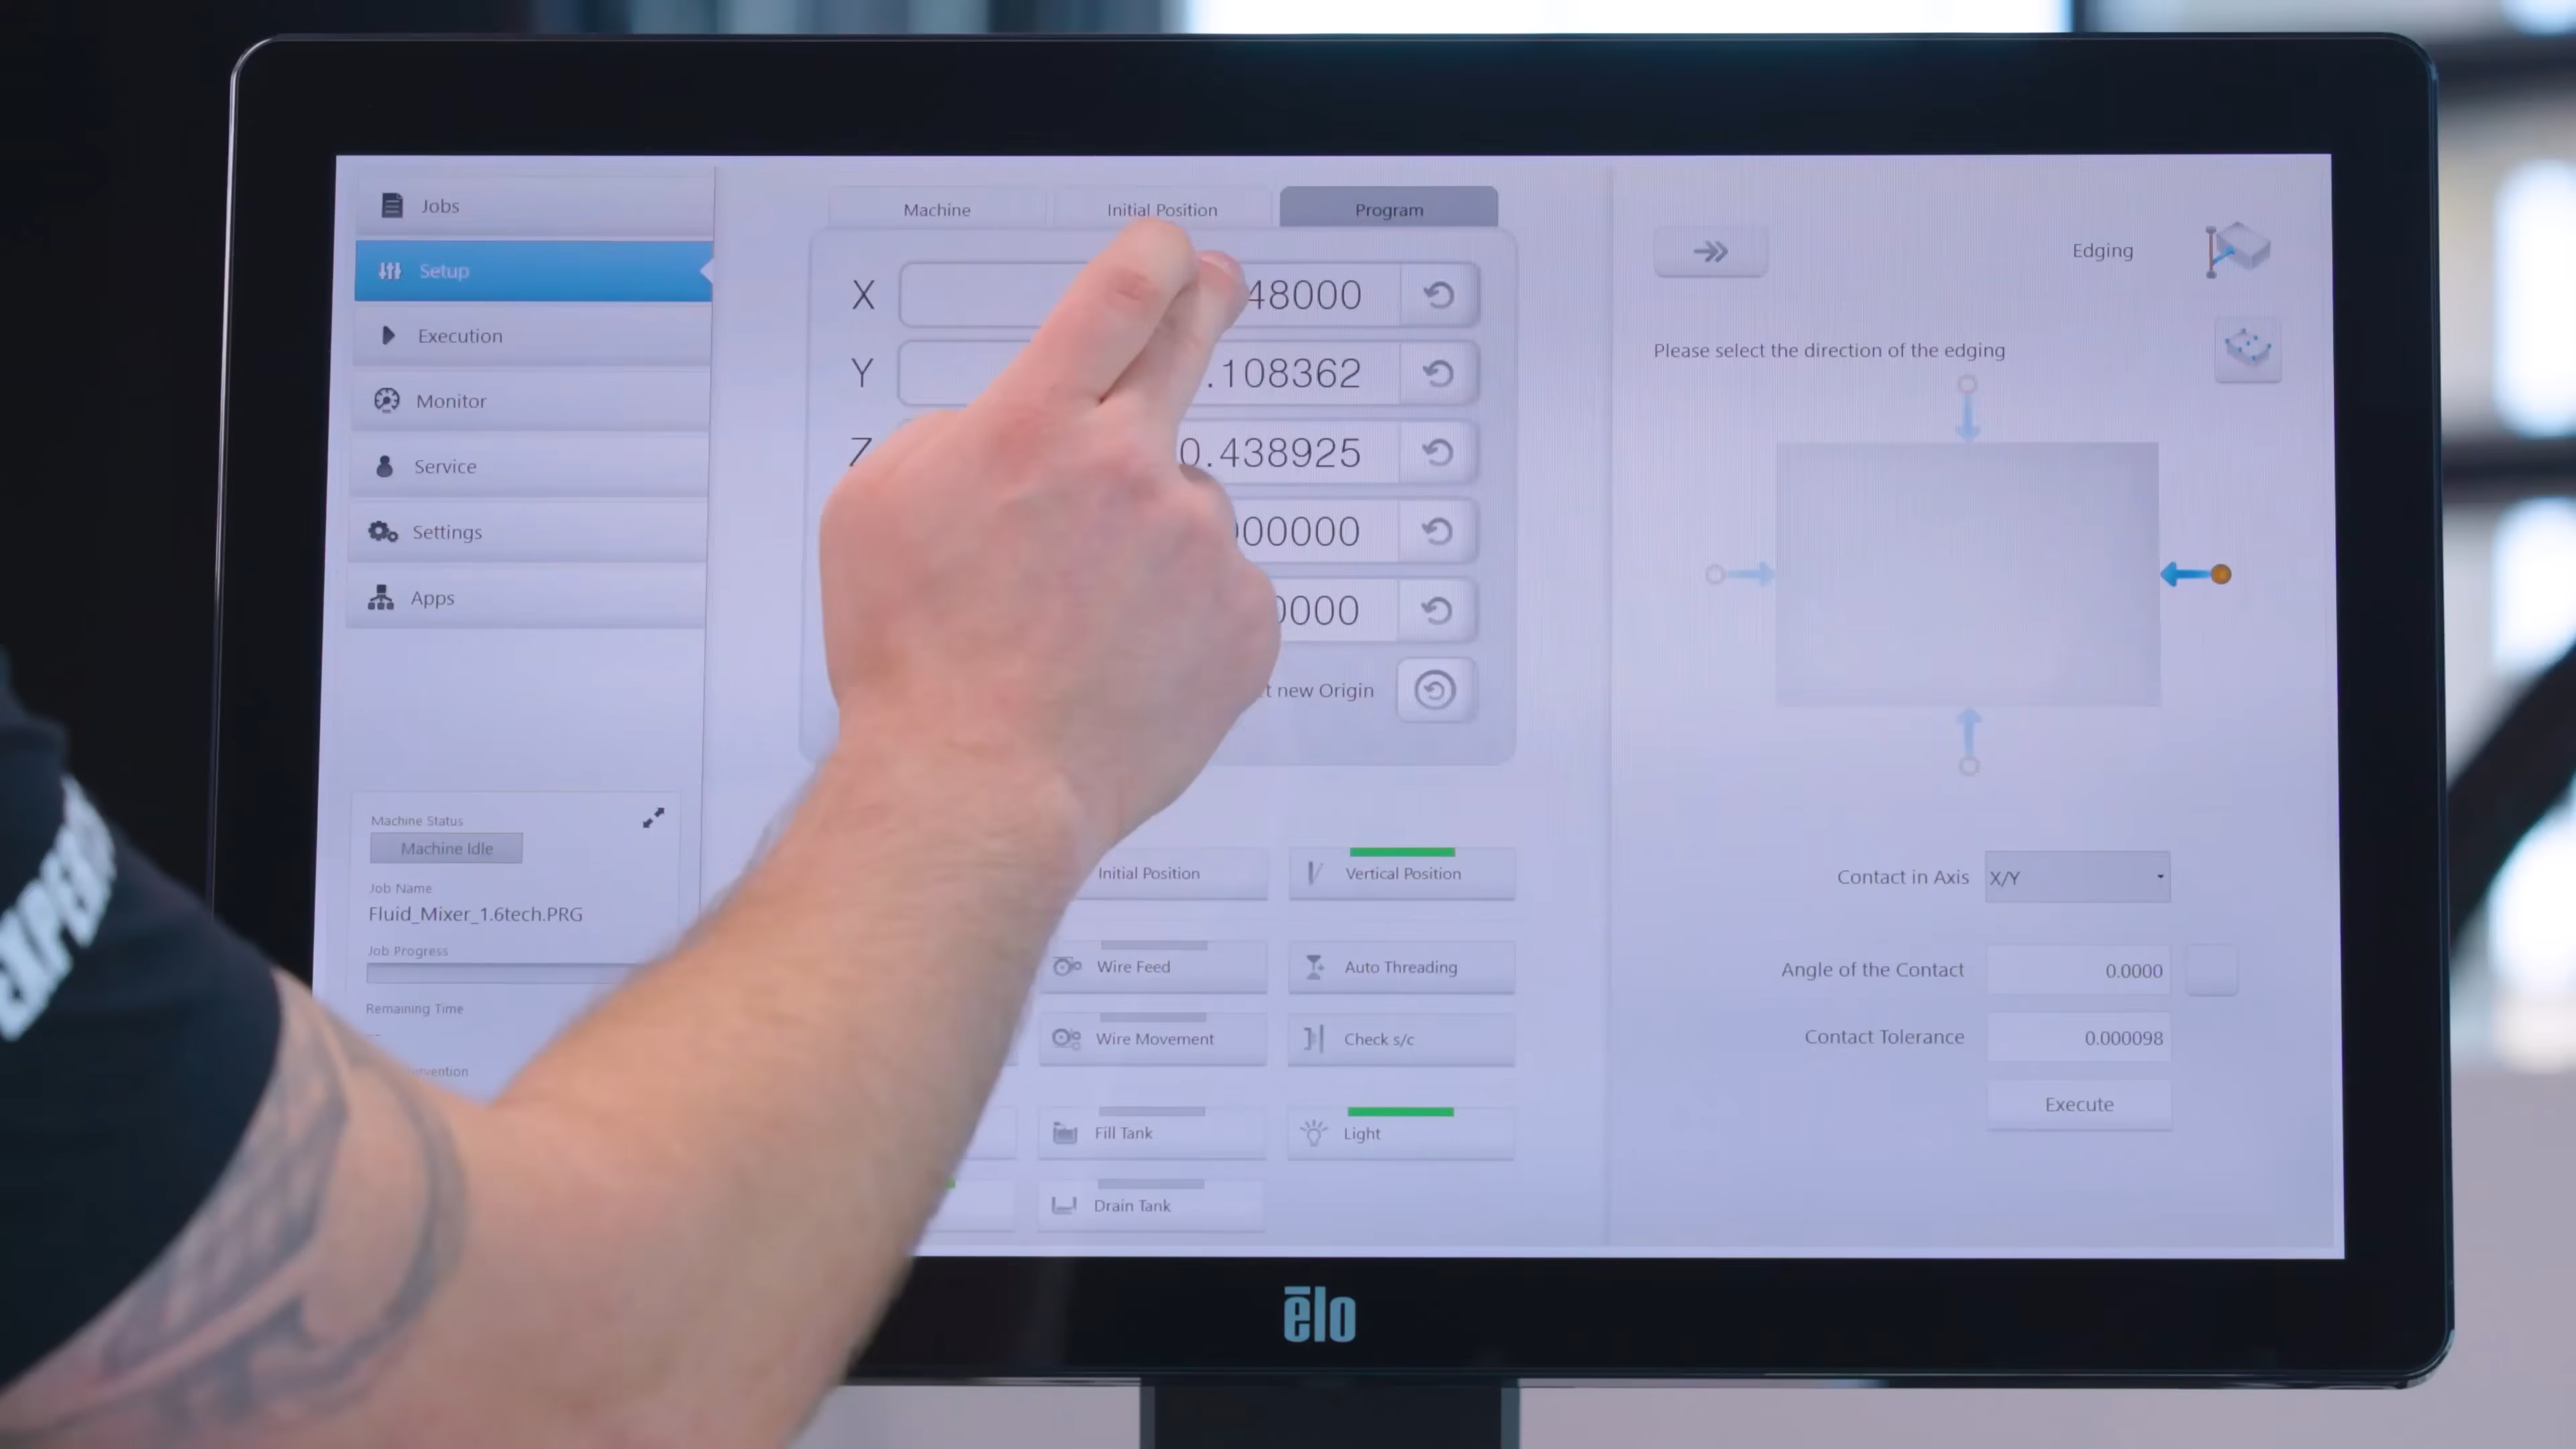 Jobs
Setup
Execution
Monitor
Service
Settings
Apps
Machine Status
Machine Idle
Job Name
Fluid_Mixer_1.6tech.PRG
Job Progress
Remaining Time
--
Machine
Initial Position
Program
X
48000
Y
.108362
Z
0.438925
00000
0000
new Origin
Initial Position
Vertical Position
Wire Feed
Auto Threading
Wire Movement
Check s/c
Fill Tank
Light
Drain Tank
Edging
Please select the direction of the edging
Contact in Axis
X/Y
Angle of the Contact
0.0000
Contact Tolerance
0.000098
Execute
elo